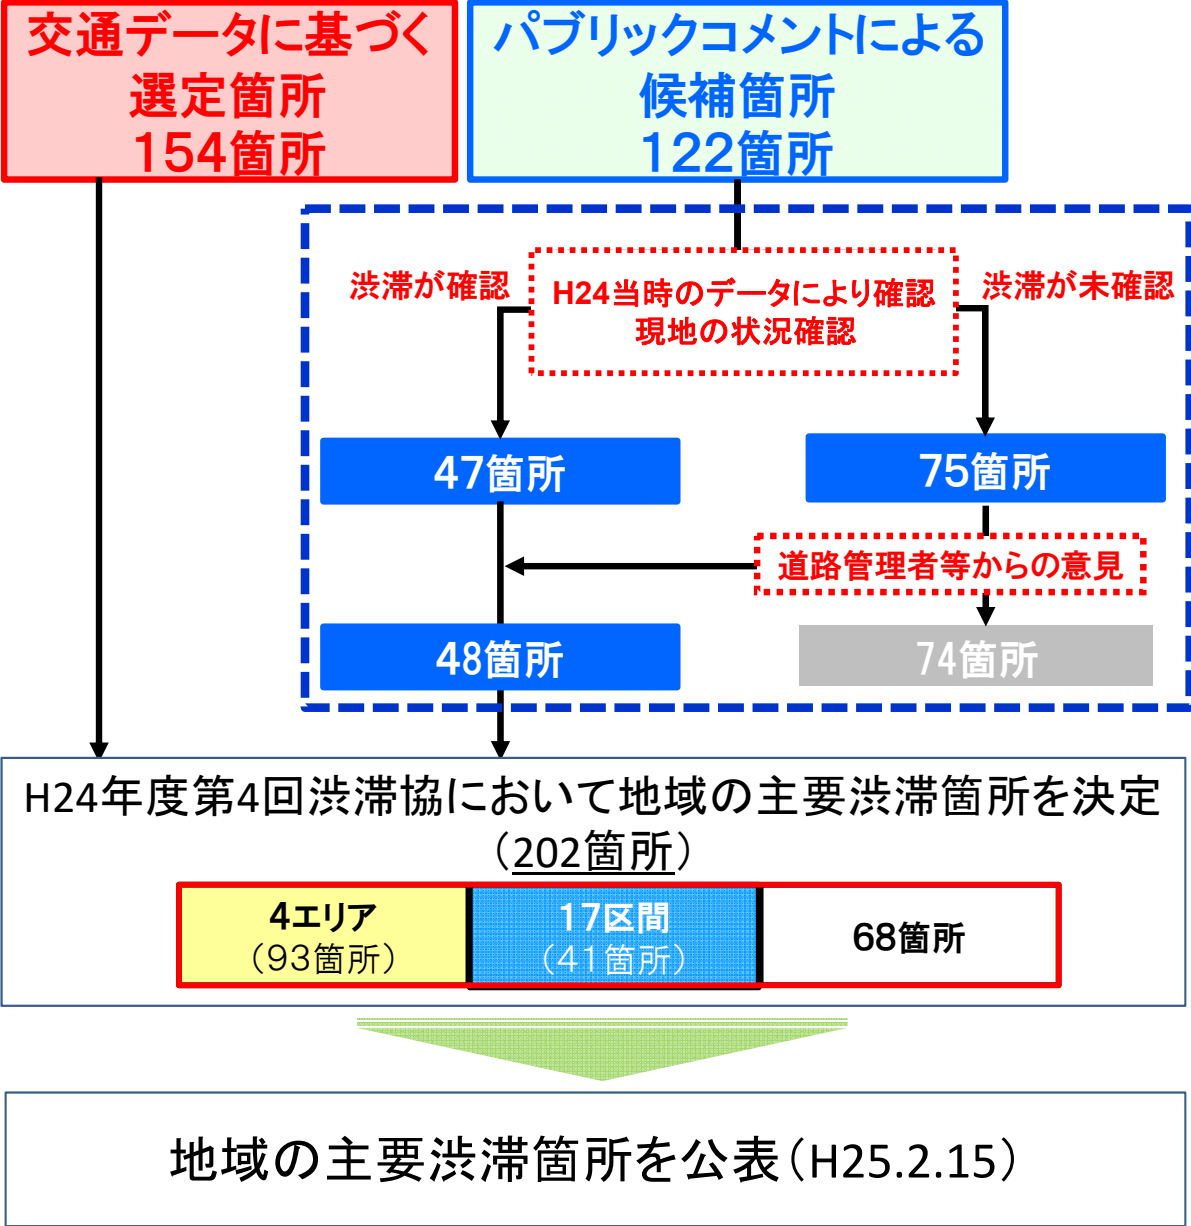 交通データに基づく
選定箇所
154箇所
パブリックコメントによる
候補箇所
122箇所
渋滞が確認
H24当時のデータにより確認
現地の状況確認
渋滞が未確認
47箇所
75箇所
道路管理者等からの意見
48箇所
74箇所
H24年度第4回渋滞協において地域の主要渋滞箇所を決定
（202箇所）
4エリア
（93箇所）
17区間
（41箇所）
68箇所
地域の主要渋滞箇所を公表（H25.2.15）